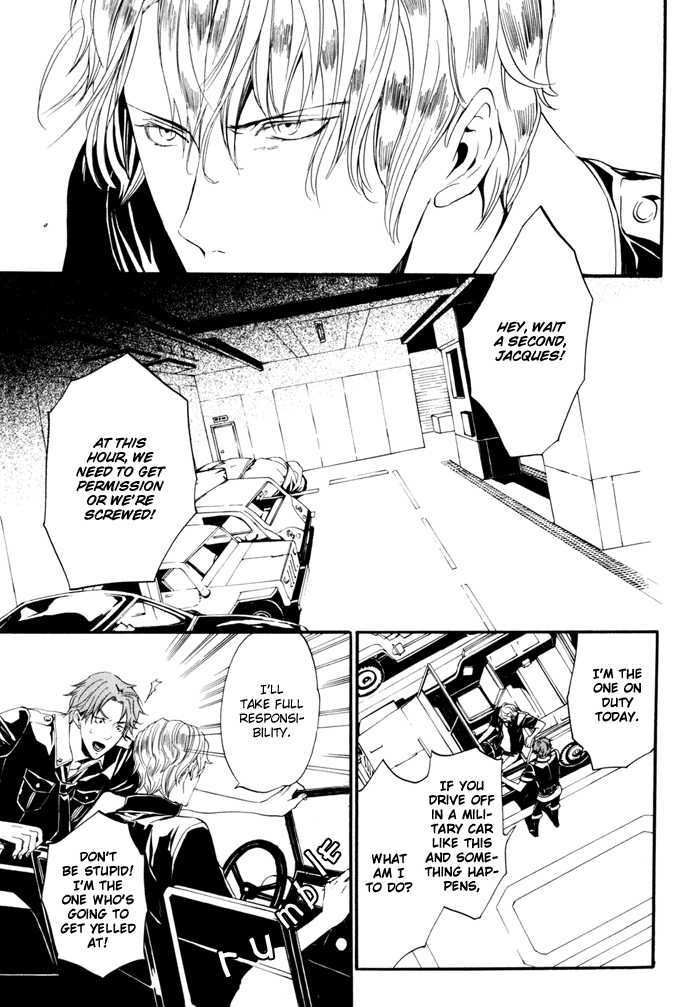 HEY, WAIT
A SECOND,
JACQUES!
AT THIS
HOUR, WE
NEED TO GET
PERMISSION
OR WE'RE
SCREWED!
I'M THE
ONE ON
DUTY
TODAY.
IF YOU
DRIVE OFF
IN A MILI-
TARY CAR
LIKE THIS
AND SOME-
THING HAP-
PENS,
WHAT AM I
TO DO?
I'LL
TAKE FULL
RESPONSI-
BILITY.
DON'T
BE STUPID!
I'M THE
ONE WHO'S
GOING TO
GET YELLED
AT!
rumble